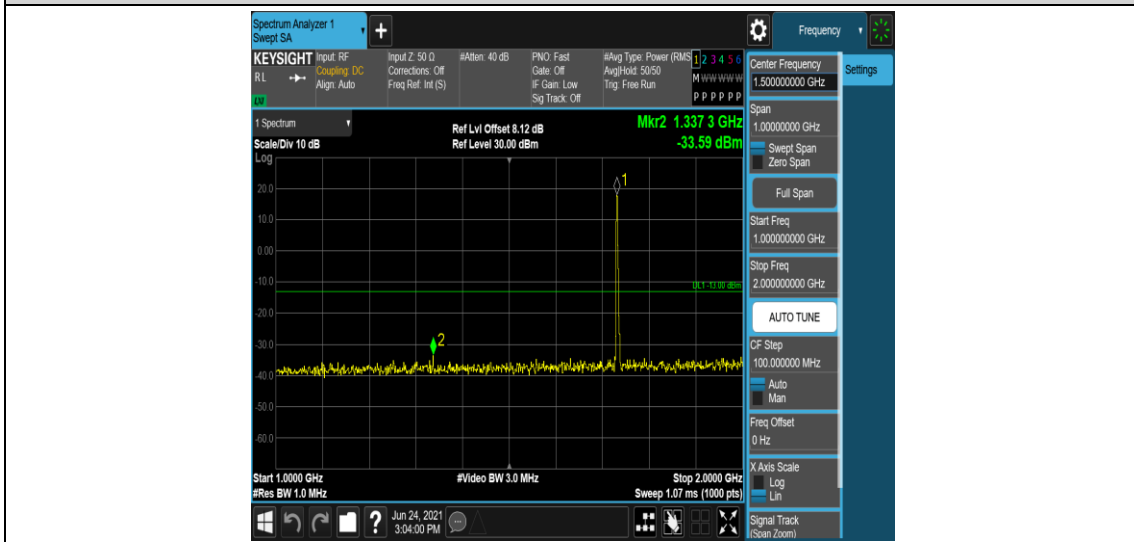 Spectrum Analyzer 1
Swept SA
+
Frequency
KEYSIGHT
RL
Input: RF
Coupling: DC
Align: Auto
Input Z: 50 Ω
Corrections: Off
Freq Ref: Int (S)
#Atten: 40 dB
PNO: Fast
Gate: Off
IF Gain: Low
Sig Track: Off
#Avg Type: Power (RMS
Avg|Hold: 50/50
Trig: Free Run
1 2 3 4 5 6
M W W W W W
P P P P P P
Center Frequency
1.500000000 GHz
Settings
1 Spectrum
Scale/Div 10 dB
Log
Ref Lvl Offset 8.12 dB
Ref Level 30.00 dBm
Mkr2 1.337 3 GHz
-33.59 dBm
Span
1.00000000 GHz
Swept Span
Zero Span
Full Span
Start Freq
1.000000000 GHz
Stop Freq
2.000000000 GHz
AUTO TUNE
CF Step
100.000000 MHz
Auto
Man
Freq Offset
0 Hz
X Axis Scale
Log
Lin
Signal Track
(Span Zoom)
20.0
10.0
0.00
-10.0
-20.0
-30.0
-40.0
-50.0
-60.0
1
2
DL1 -13.00 dBm
Start 1.0000 GHz
#Res BW 1.0 MHz
#Video BW 3.0 MHz
Stop 2.0000 GHz
Sweep 1.07 ms (1000 pts)
?
Jun 24, 2021
3:04:00 PM